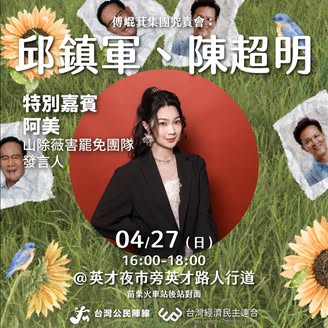 傅崐萁集團究責會：
邱鎮軍、陳超明
特別嘉賓
阿美
山除薇害罷免團隊
發言人
04/27（日）
16:00-18:00
@英才夜市旁英才路人行道
苗栗火車站後站對面
台灣公民陣線
台灣經濟民主連合